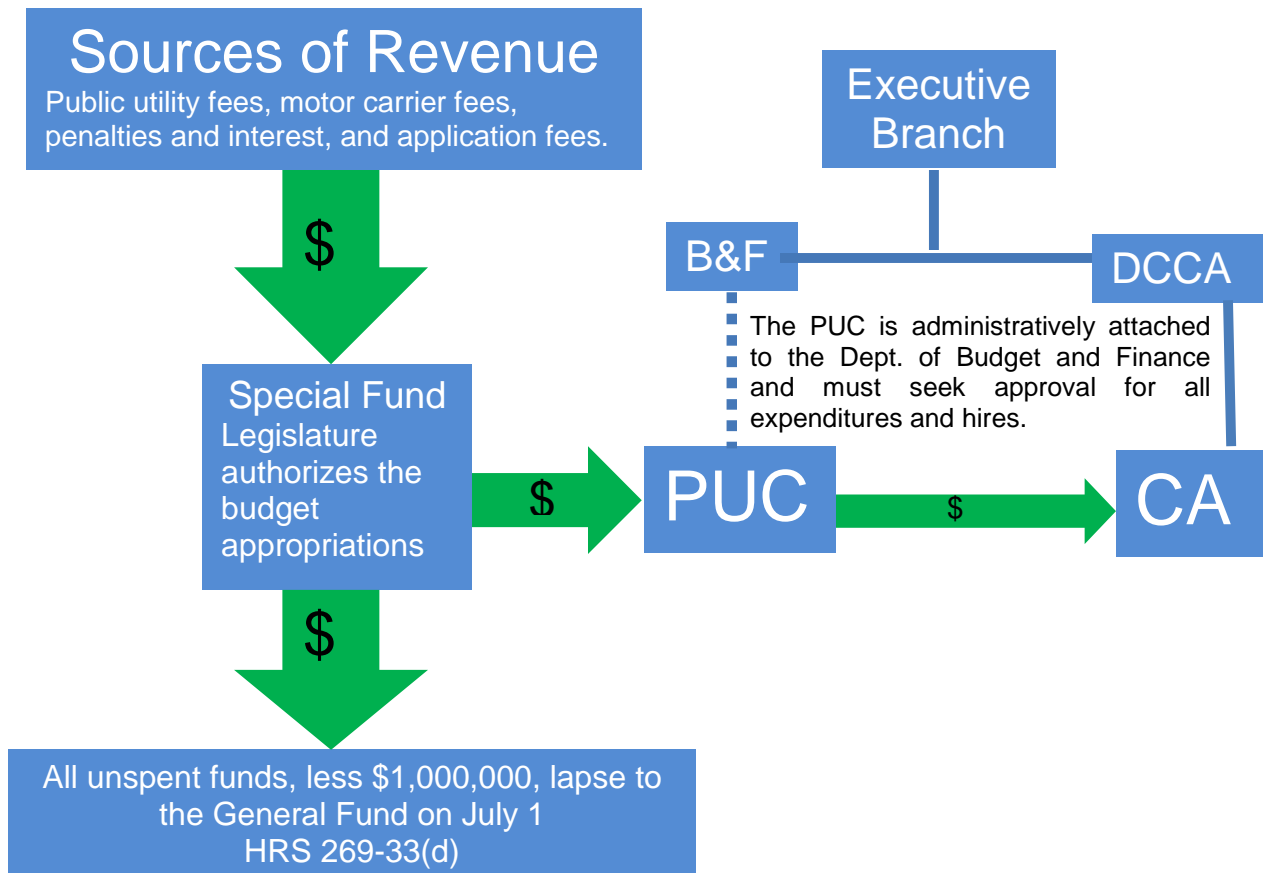 Sources of Revenue
Public utility fees, motor carrier fees,
penalties and interest, and application fees.
Executive
Branch
$
B&F
DCCA
The PUC is administratively attached
to the Dept. of Budget and Finance
and must seek approval for all
expenditures and hires.
Special Fund
Legislature
authorizes the
budget
appropriations
$
PUC
$
CA
$
All unspent funds, less $1,000,000, lapse to
the General Fund on July 1
HRS 269-33(d)